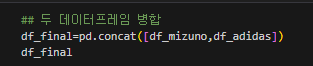 ## 두 데이터프레임 병합
df_final=pd.concat([df_mizuno,df_adidas])
df_final